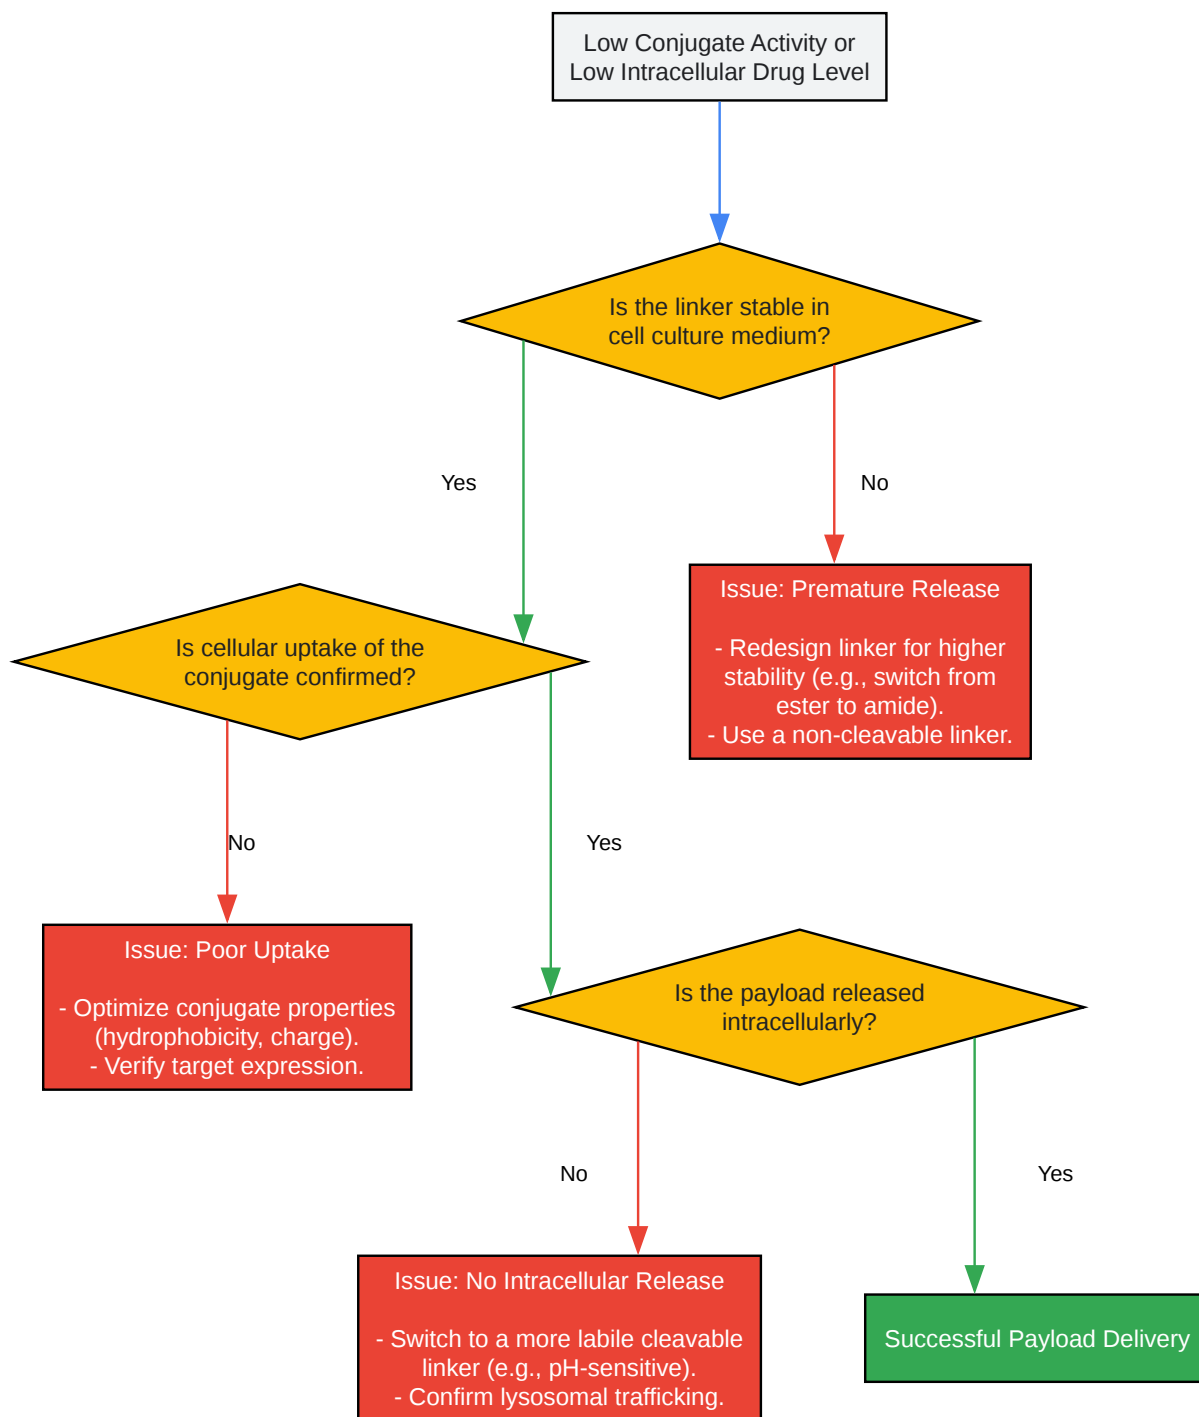 Low Conjugate Activity or
Low Intracellular Drug Level
Is the linker stable in
cell culture medium?
Yes
No
Issue: Premature Release
- Redesign linker for higher
stability (e.g., switch from
ester to amide).
- Use a non-cleavable linker.
Is cellular uptake of the
conjugate confirmed?
No
Yes
Issue: Poor Uptake
- Optimize conjugate properties
(hydrophobicity, charge).
- Verify target expression.
Is the payload released
intracellularly?
No
Yes
Issue: No Intracellular Release
- Switch to a more labile cleavable
linker (e.g., pH-sensitive).
- Confirm lysosomal trafficking.
Successful Payload Delivery